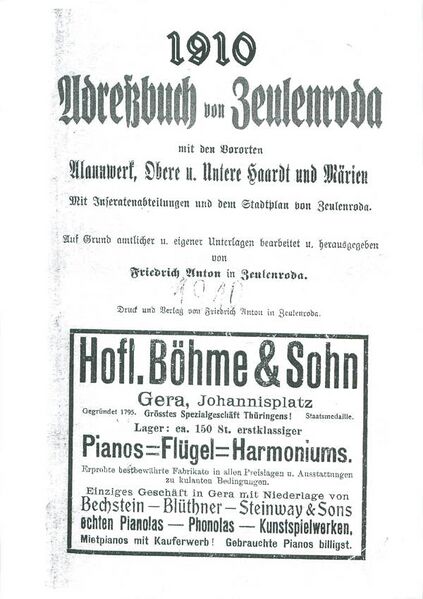 1910
Adreßbuch von Zeulenroda
mit den Vororten
Alaunwerk, Obere u. Untere Haardt und Märien
Mit Inseratenabteilungen und dem Stadtplan von Zeulenroda.
Auf Grund amtlicher u. eigener Unterlagen bearbeitet u. herausgegeben
von
Friedrich Anton in Zeulenroda.
1910
Druck und Verlag von Friedrich Anton in Zeulenroda.
Hofl. Böhme & Sohn
Gera, Johannisplatz
Gegründet 1795. Grösstes Spezialgeschäft Thüringens! Staatsmedaille.
Lager: ca. 150 St. erstklassiger
Pianos=Flügel=Harmoniums.
Erprobte bestbewährte Fabrikate in allen Preislagen u. Ausstattungen
zu kulanten Bedingungen.
Einziges Geschäft in Gera mit Niederlage von
Bechstein — Blüthner — Steinway & Sons
echten Pianolas — Phonolas — Kunstspielwerken.
Mietpianos mit Kauferwerb! Gebrauchte Pianos billigst.